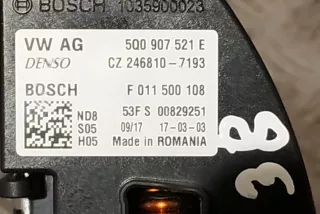 BOSCH 1035900023
VW AG 5Q0 907 521 E
DENSO CZ 246810-7193
BOSCH F 011 500 108
ND8 53F S 00829251
S05 09/17 17-03-03
H05 Made in ROMANIA